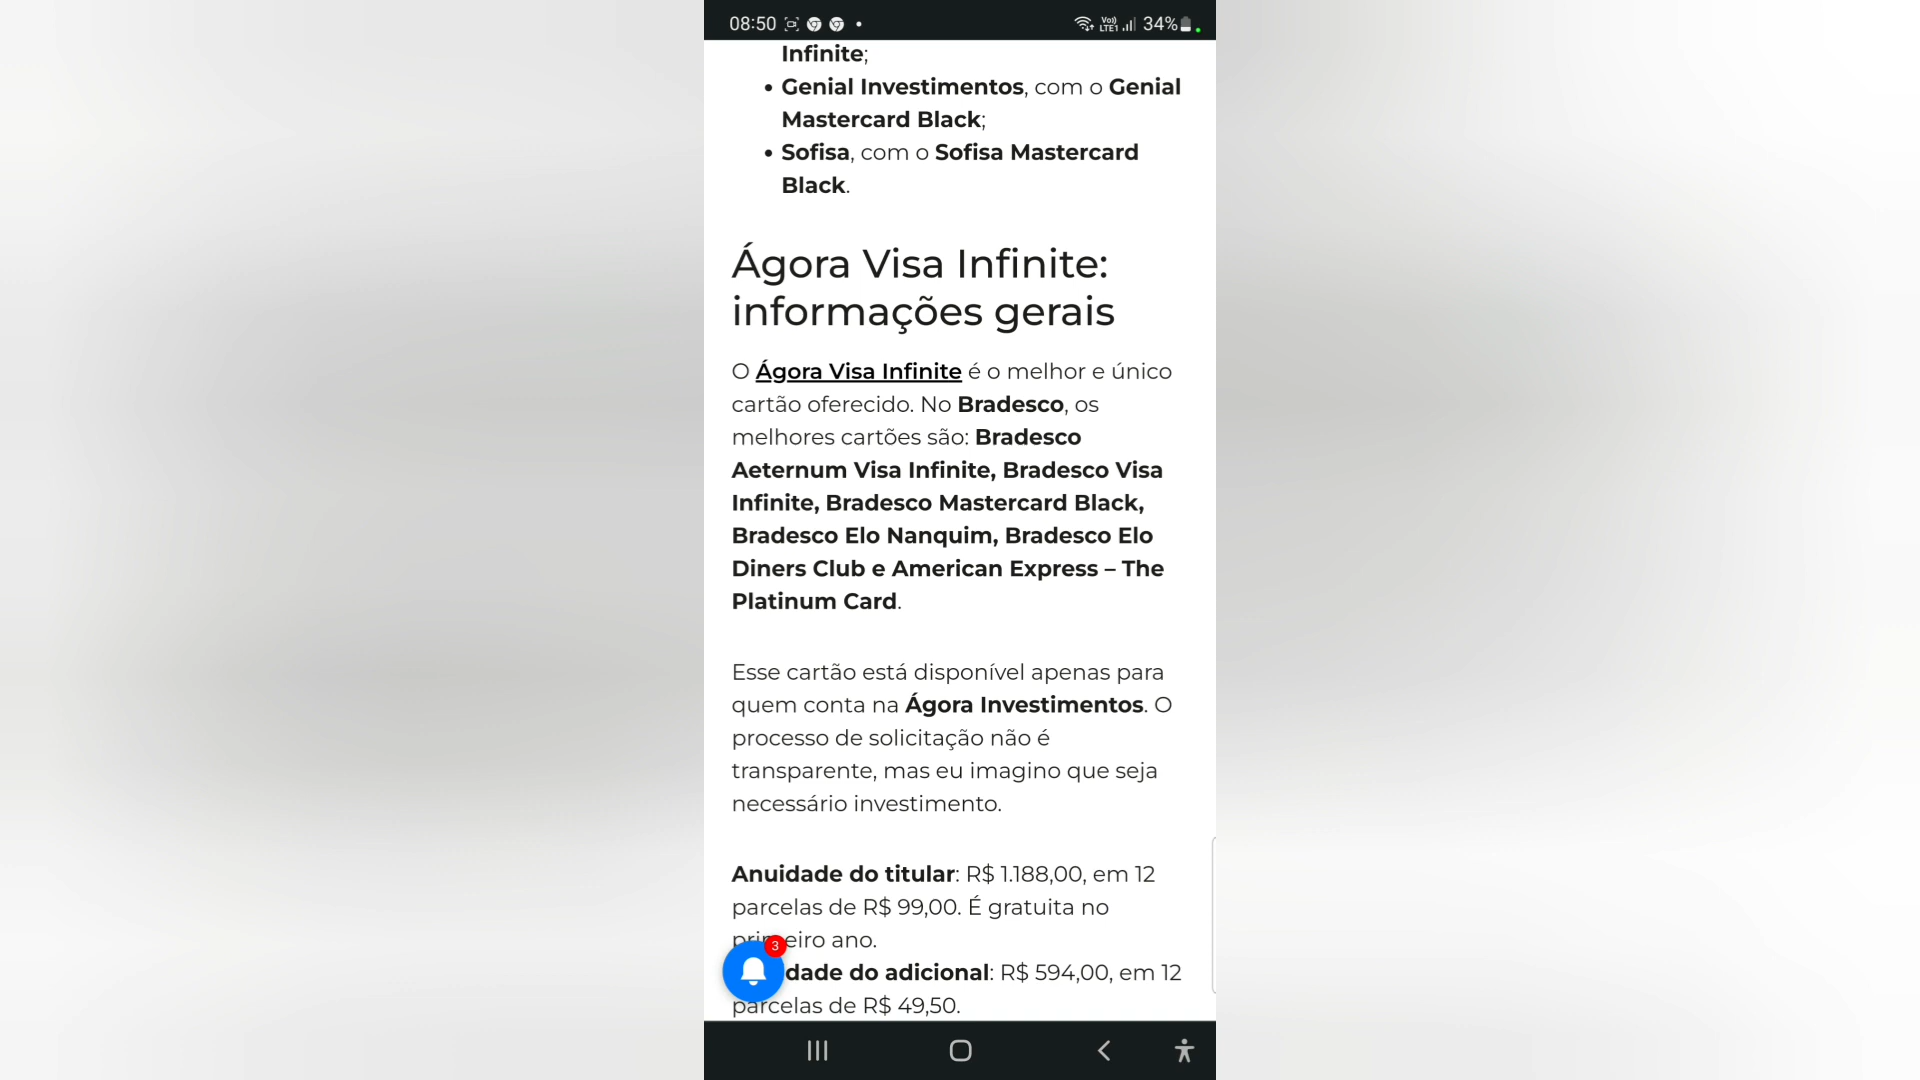 08:50
Vo)) LTE1
34%
Infinite;
• Genial Investimentos, com o Genial
Mastercard Black;
• Sofisa, com o Sofisa Mastercard
Black.
Ágora Visa Infinite:
informações gerais
O Ágora Visa Infinite é o melhor e único
cartão oferecido. No Bradesco, os
melhores cartões são: Bradesco
Aeternum Visa Infinite, Bradesco Visa
Infinite, Bradesco Mastercard Black,
Bradesco Elo Nanquim, Bradesco Elo
Diners Club e American Express – The
Platinum Card.
Esse cartão está disponível apenas para
quem conta na Ágora Investimentos. O
processo de solicitação não é
transparente, mas eu imagino que seja
necessário investimento.
Anuidade do titular: R$ 1.188,00, em 12
parcelas de R$ 99,00. É gratuita no
primeiro ano.
3
dade do adicional: R$ 594,00, em 12
parcelas de R$ 49,50.